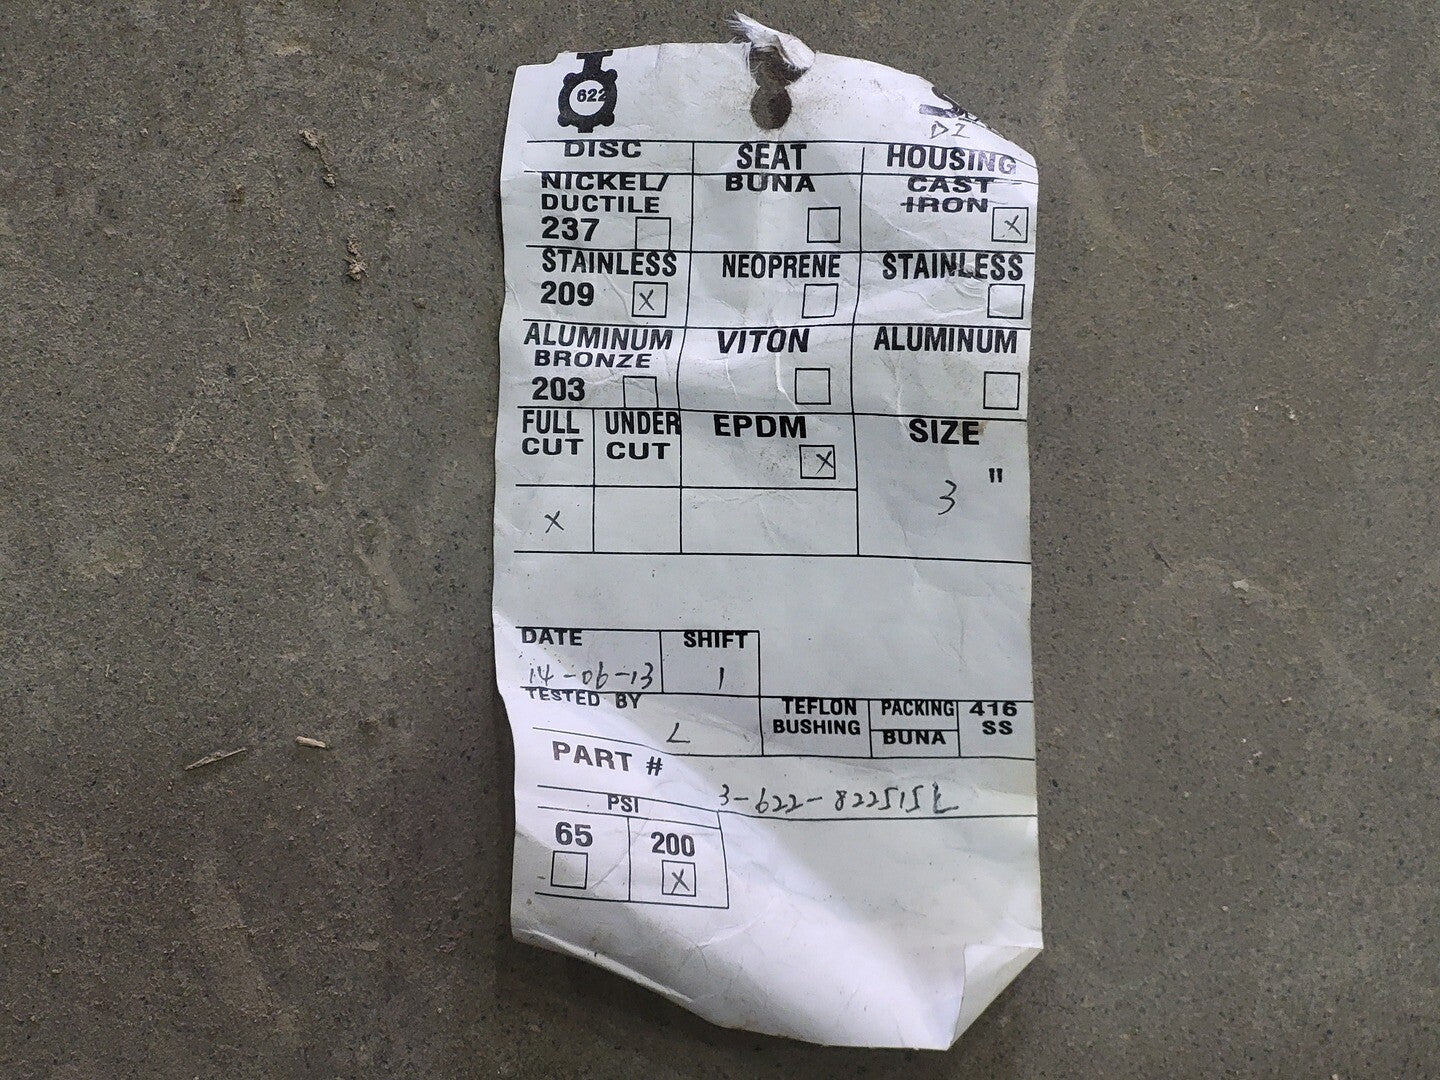 622
DI
DISC SEAT HOUSING
NICKEL/ BUNA CAST
DUCTILE IRON
237 X
STAINLESS NEOPRENE STAINLESS
209 X
ALUMINUM VITON ALUMINUM
BRONZE
203
FULL UNDER EPDM SIZE
CUT CUT X
X 3 "
DATE SHIFT
14-06-13 1
TESTED BY TEFLON PACKING 416
BUSHING BUNA SS
L
PART #
3-622-822515L
PSI
65 200
X